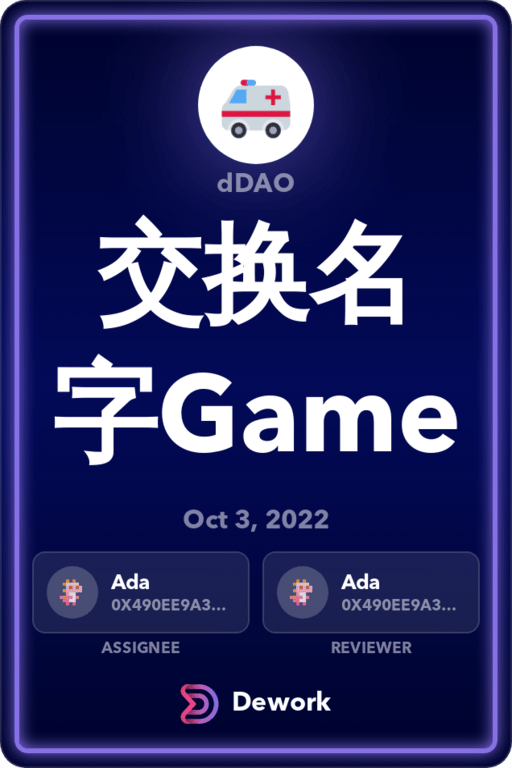 dDAO
交换名
字Game
Oct 3, 2022
Ada
0X490EE9A3...
ASSIGNEE
Ada
0X490EE9A3...
REVIEWER
Dework